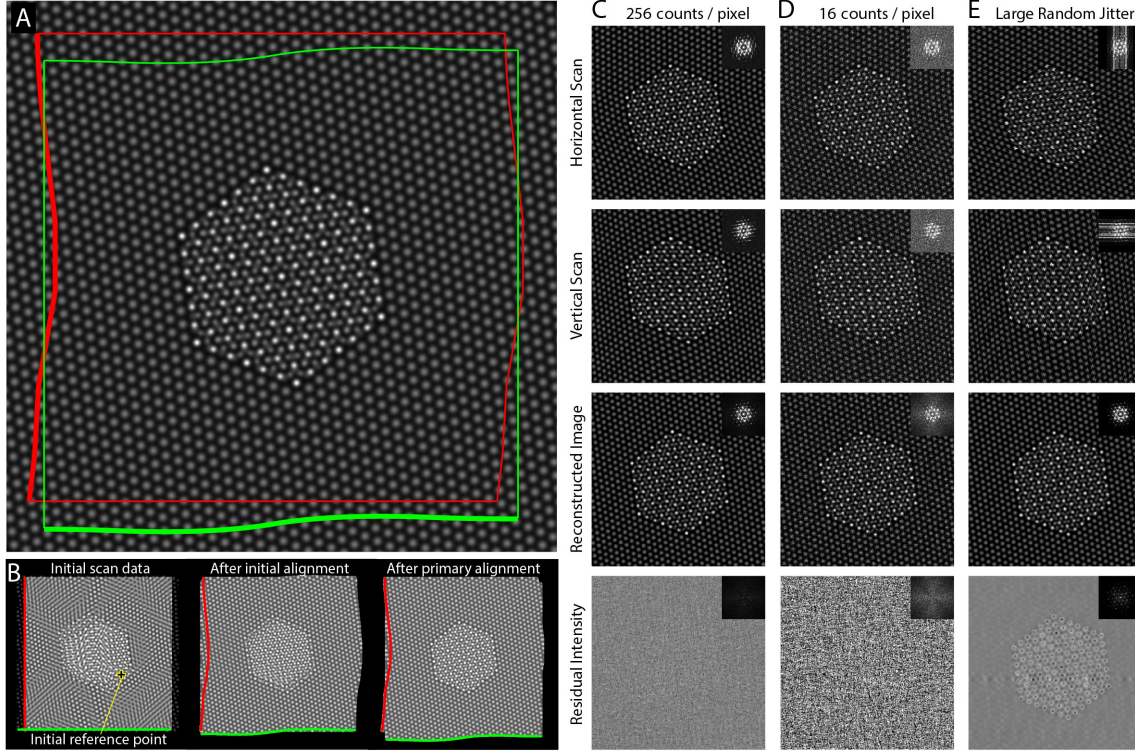 A
B
Initial scan data
After initial alignment
After primary alignment
Initial reference point
C
256 counts / pixel
D
16 counts / pixel
E
Large Random Jitter
Horizontal Scan
Vertical Scan
Reconstructed Image
Residual Intensity